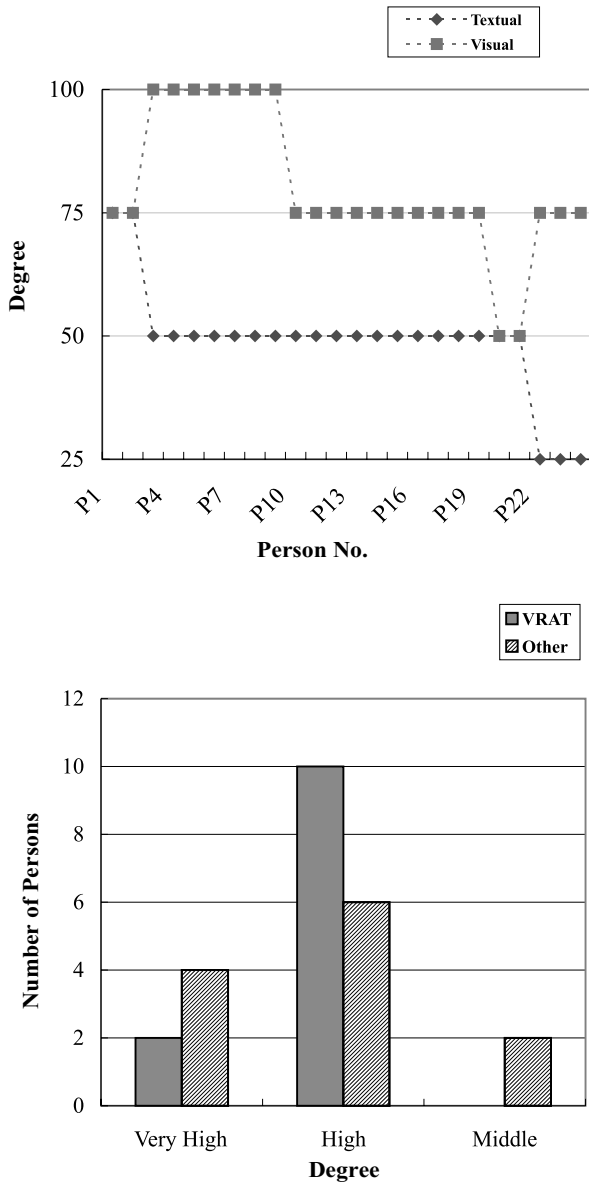 Textual
Visual
100
75
50
25
Degree
P1 P4 P7 P10 P13 P16 P19 P22
Person No.
VRAT
Other
12
10
8
6
4
2
0
Number of Persons
Very High High Middle
Degree